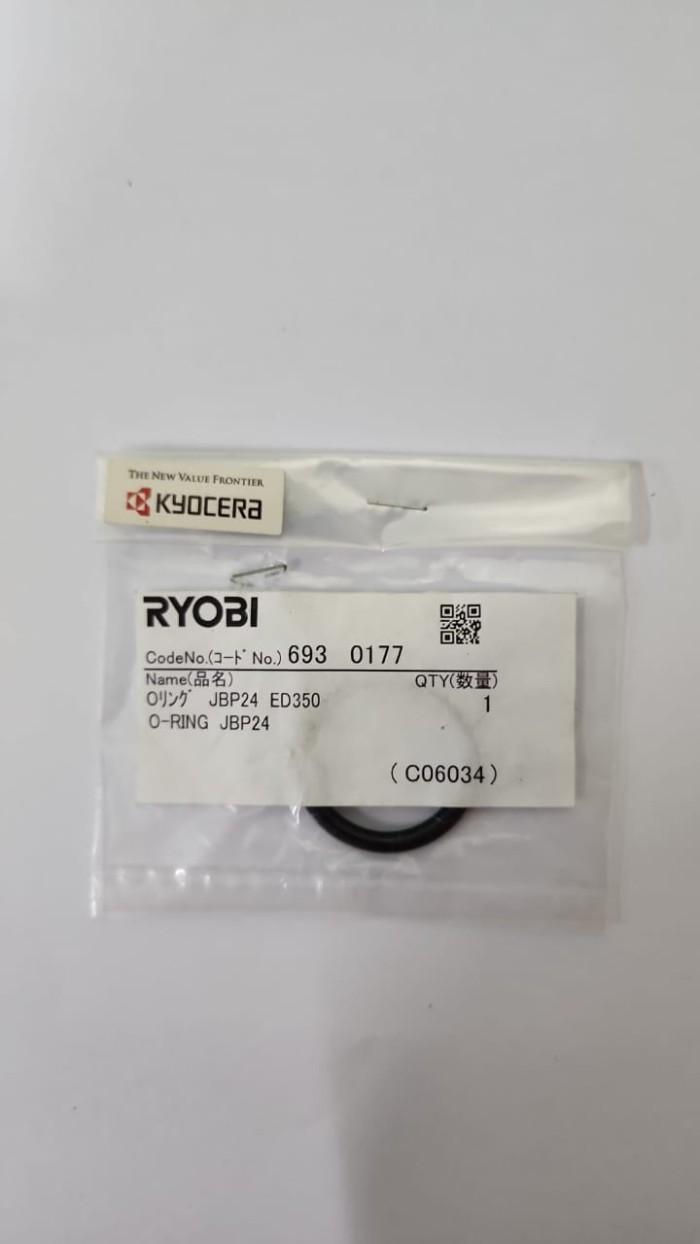 THE NEW VALUE FRONTIER
KYOCERA
RYOBI
CodeNo.(コード No.) 693 0177
Name(品名) QTY(数量)
Oリング JBP24 ED350 1
O-RING JBP24
( C06034 )